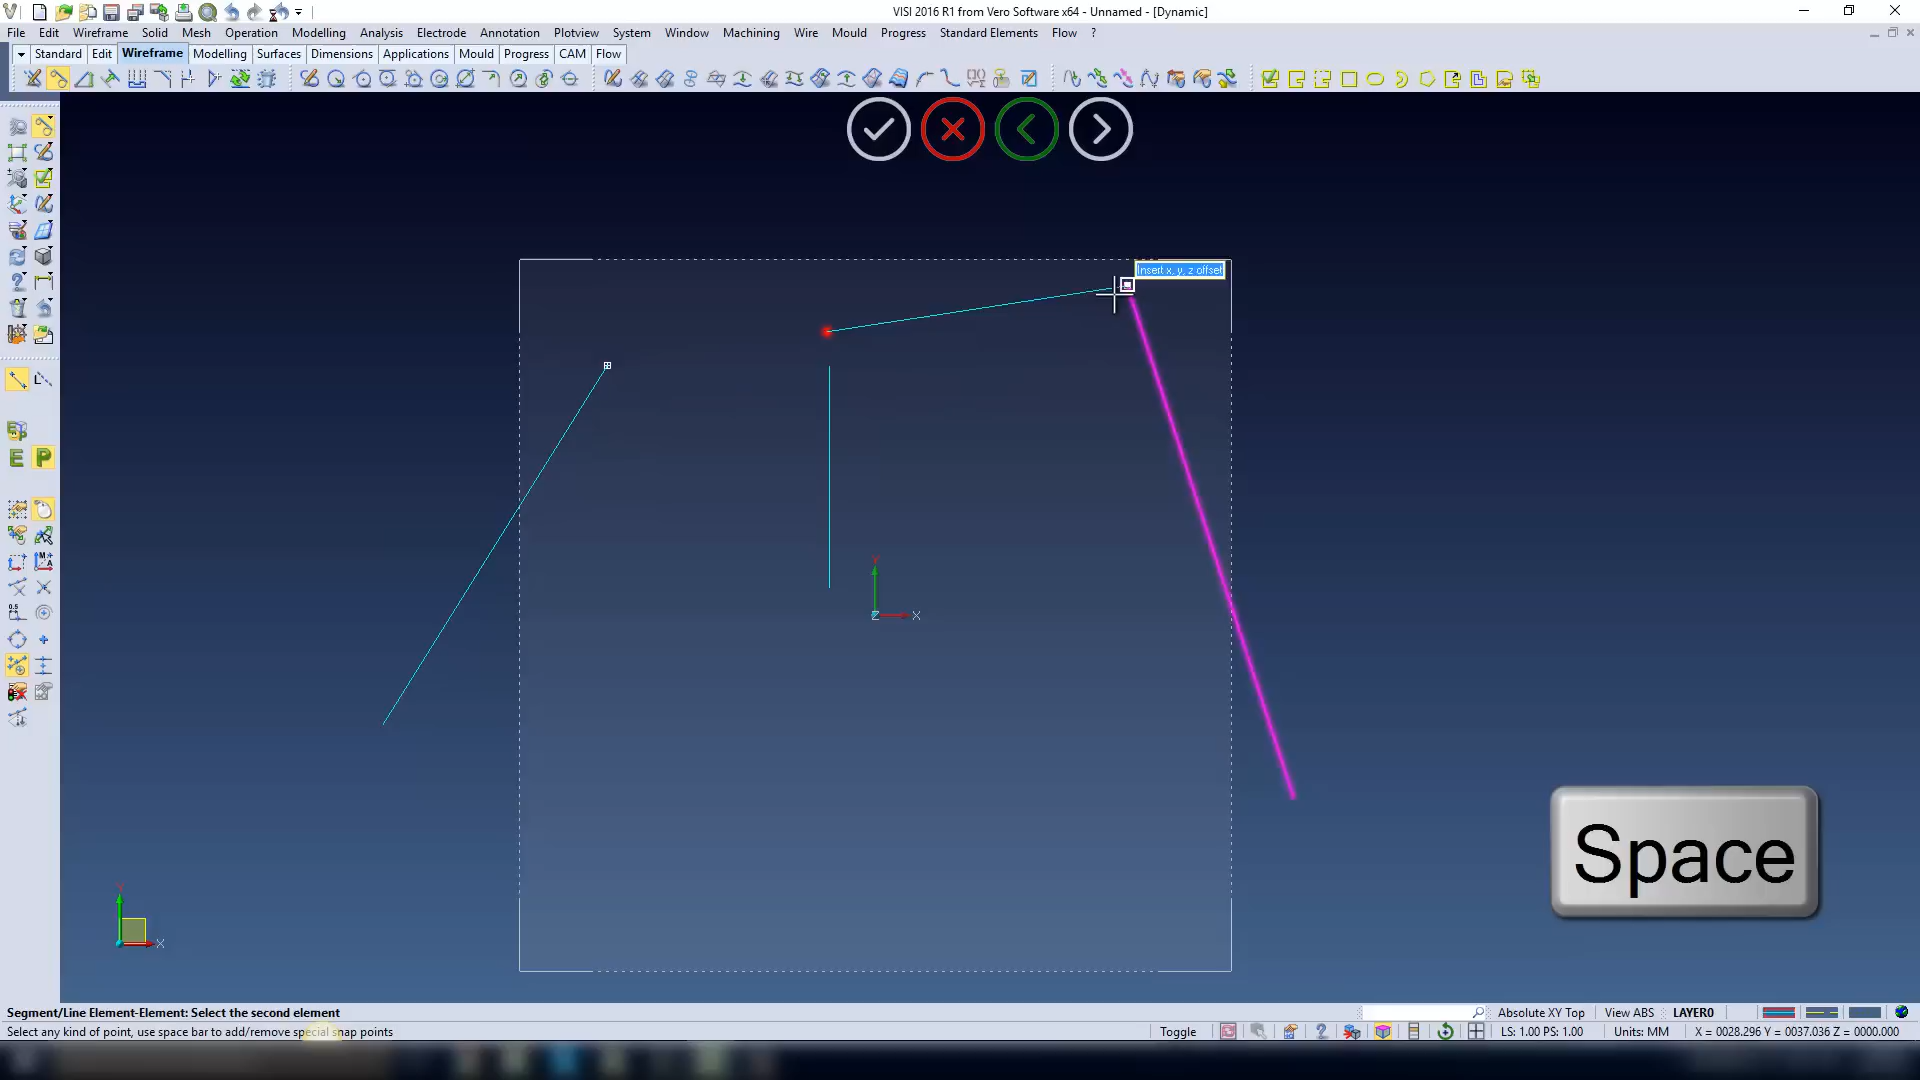 VISI 2016 R1 from Vero Software x64 - Unnamed - [Dynamic]
File Edit Wireframe Solid Mesh Operation Modelling Analysis Electrode Annotation Plotview System Window Machining Wire Mould Progress Standard Elements Flow ?
Standard Edit Wireframe Modelling Surfaces Dimensions Applications Mould Progress CAM Flow
Insert x, y, z offset
E P
M
A
0.5
Y
Z X
Space
Y
X
Segment/Line Element-Element: Select the second element
Absolute XY Top View ABS LAYER0
Select any kind of point, use space bar to add/remove special snap points
Toggle LS: 1.00 PS: 1.00 Units: MM X = 0028.296 Y = 0037.036 Z = 0000.000